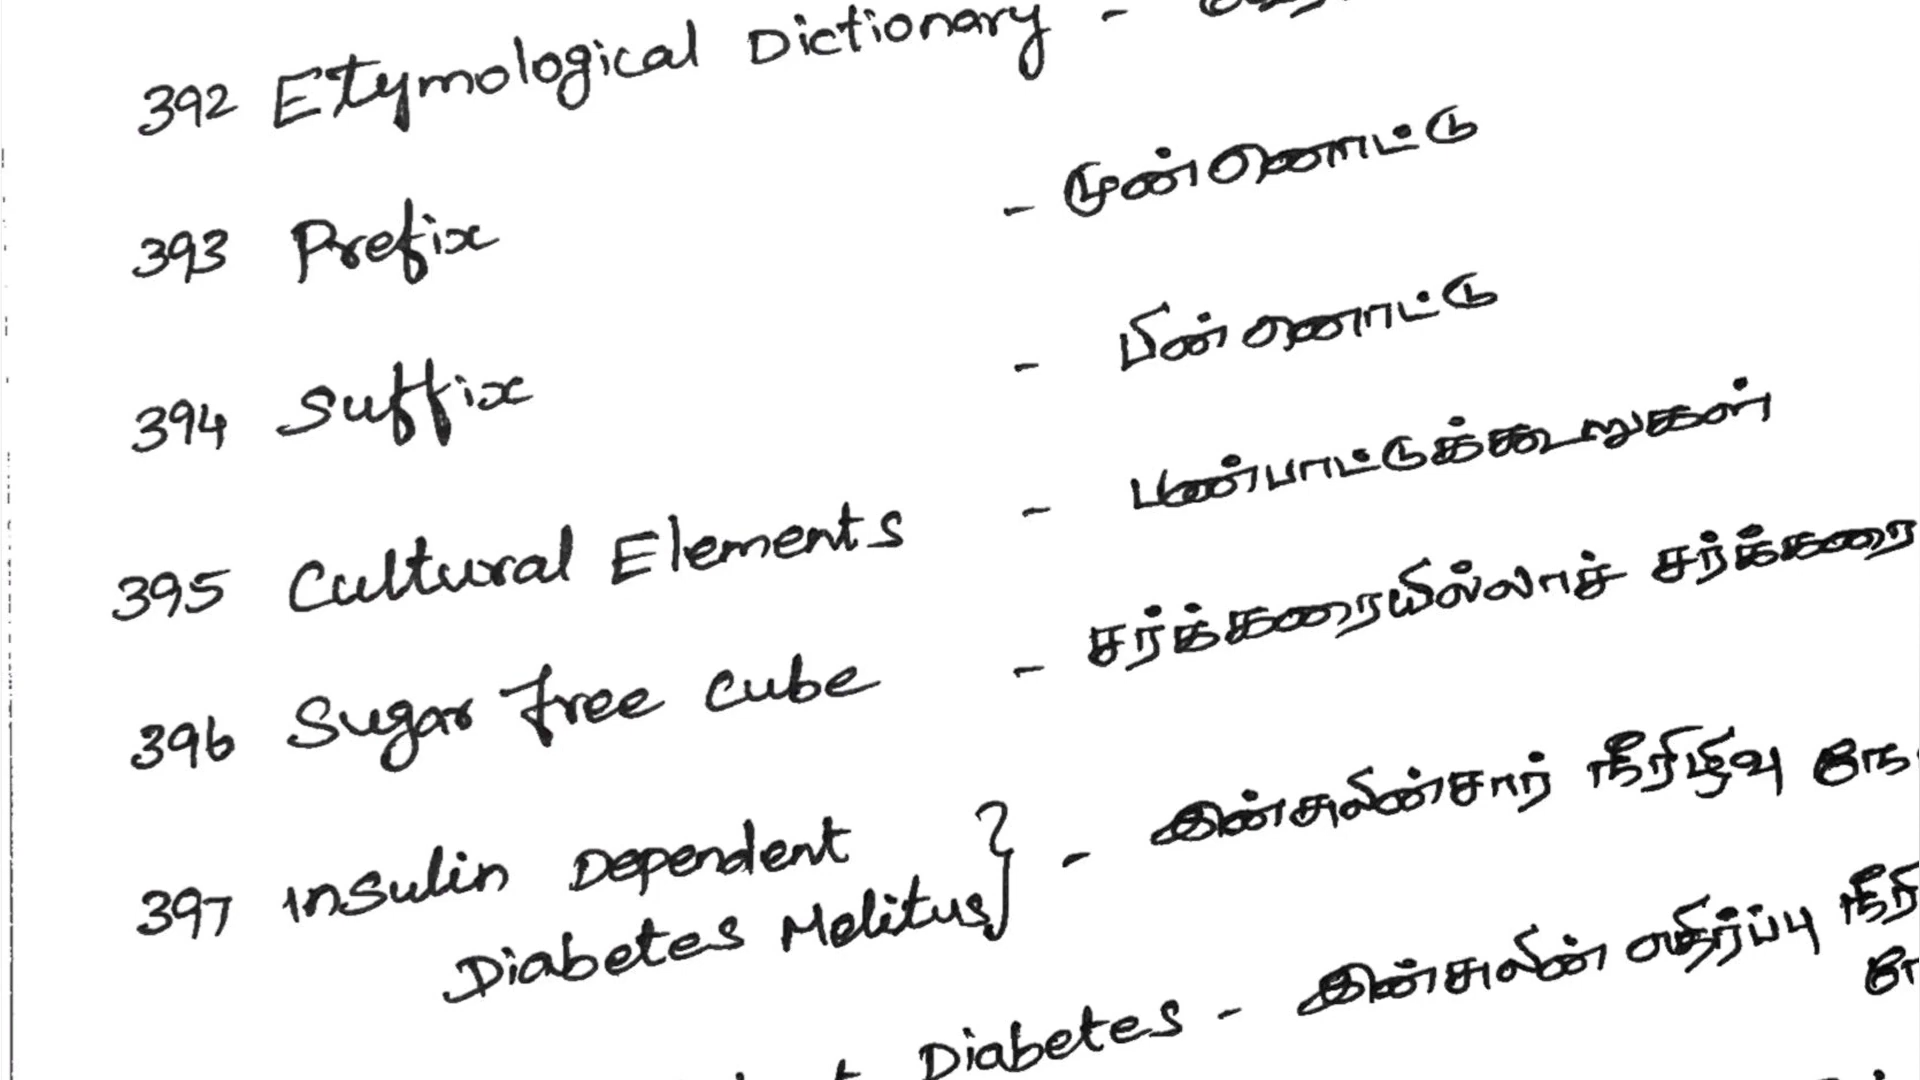 392 Etymological Dictionary -
393 Prefix - முன்னொட்டு
394 Suffix - பின்னொட்டு
395 Cultural Elements - பண்பாட்டுக்கூறுகள்
396 Sugar free cube - சர்க்கரையில்லாச் சர்க்கரை
397 Insulin Dependent
Diabetes Melitus } - இன்சுலின்சார் நீரிழிவு
Diabetes - இன்சுலின் எதிர்ப்பு